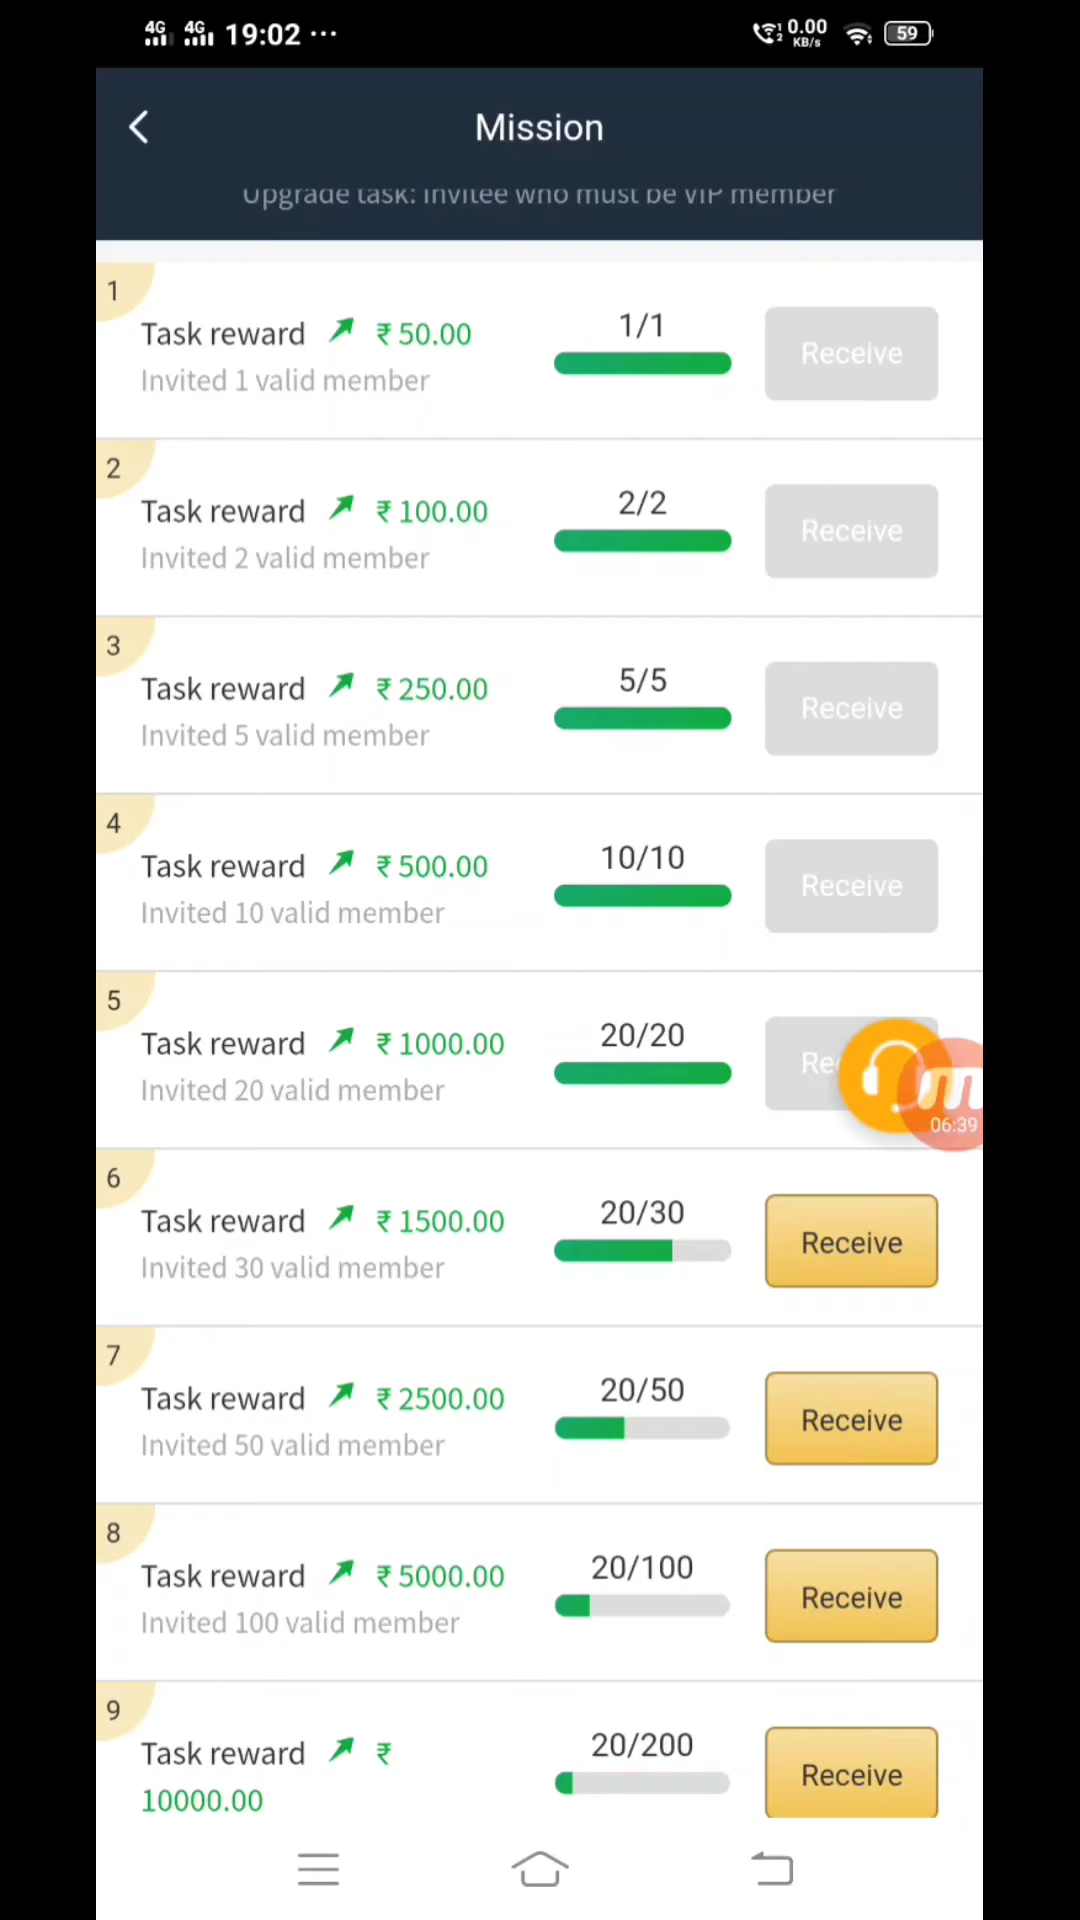 4G 4G 19:02 ... 1 2 0.00 KB/s 59
Mission
Upgrade task: Invitee who must be VIP member
1
Task reward ₹ 50.00 1/1 Receive
Invited 1 valid member
2
Task reward ₹ 100.00 2/2 Receive
Invited 2 valid member
3
Task reward ₹ 250.00 5/5 Receive
Invited 5 valid member
4
Task reward ₹ 500.00 10/10 Receive
Invited 10 valid member
5
Task reward ₹ 1000.00 20/20 Re
Invited 20 valid member
06:39
6
Task reward ₹ 1500.00 20/30 Receive
Invited 30 valid member
7
Task reward ₹ 2500.00 20/50 Receive
Invited 50 valid member
8
Task reward ₹ 5000.00 20/100 Receive
Invited 100 valid member
9
Task reward ₹ 20/200 Receive
10000.00